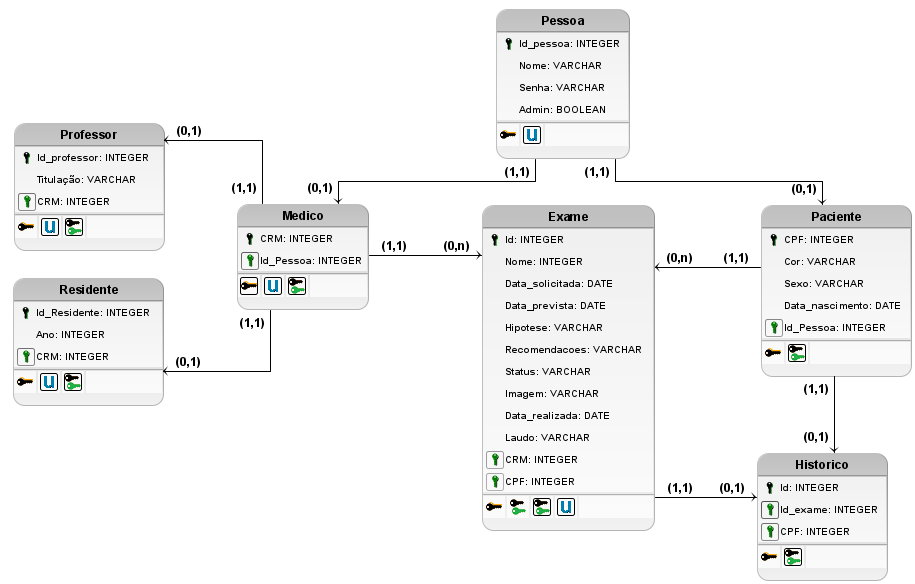 Pessoa
Id_pessoa: INTEGER
Nome: VARCHAR
Senha: VARCHAR
Admin: BOOLEAN
u
(1,1)
(1,1)
(0,1)
(0,1)
Professor
Id_professor: INTEGER
Titulação: VARCHAR
CRM: INTEGER
u
(0,1)
(1,1)
Medico
CRM: INTEGER
Id_Pessoa: INTEGER
u
(1,1)
(0,n)
(1,1)
Residente
Id_Residente: INTEGER
Ano: INTEGER
CRM: INTEGER
u
(0,1)
Exame
Id: INTEGER
Nome: INTEGER
Data_solicitada: DATE
Data_prevista: DATE
Hipotese: VARCHAR
Recomendacoes: VARCHAR
Status: VARCHAR
Imagem: VARCHAR
Data_realizada: DATE
Laudo: VARCHAR
CRM: INTEGER
CPF: INTEGER
u
(0,n)
(1,1)
Paciente
CPF: INTEGER
Cor: VARCHAR
Sexo: VARCHAR
Data_nascimento: DATE
Id_Pessoa: INTEGER
(1,1)
(0,1)
(1,1)
(0,1)
Historico
Id: INTEGER
Id_exame: INTEGER
CPF: INTEGER